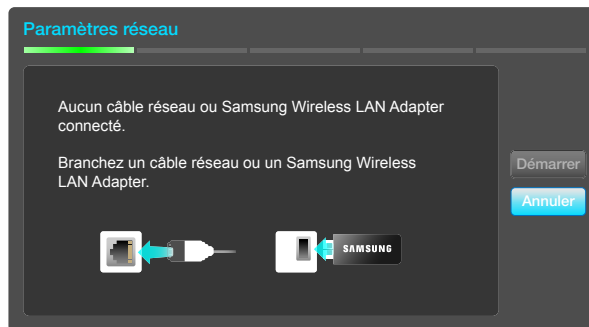 Paramètres réseau
Aucun câble réseau ou Samsung Wireless LAN Adapter
connecté.
Branchez un câble réseau ou un Samsung Wireless
LAN Adapter.
Démarrer
Annuler
SAMSUNG